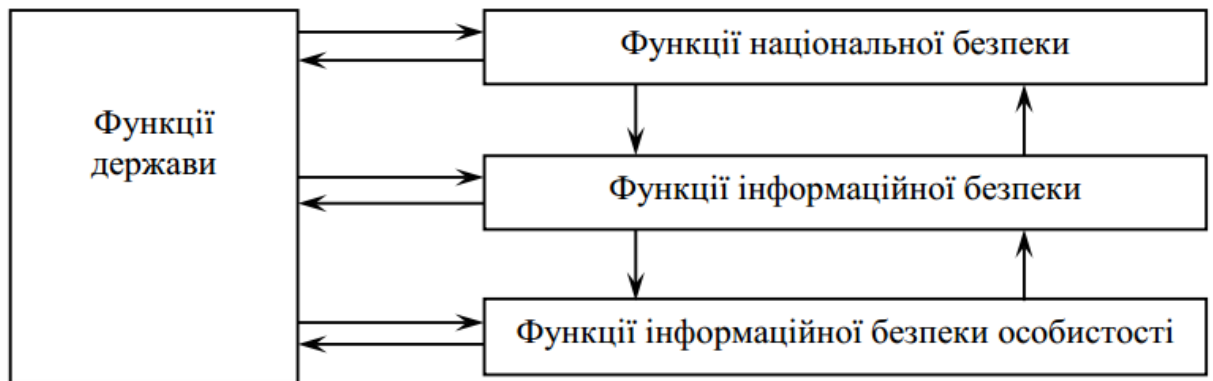 Функції національної безпеки
Функції
держави
Функції інформаційної безпеки
Функції інформаційної безпеки особистості